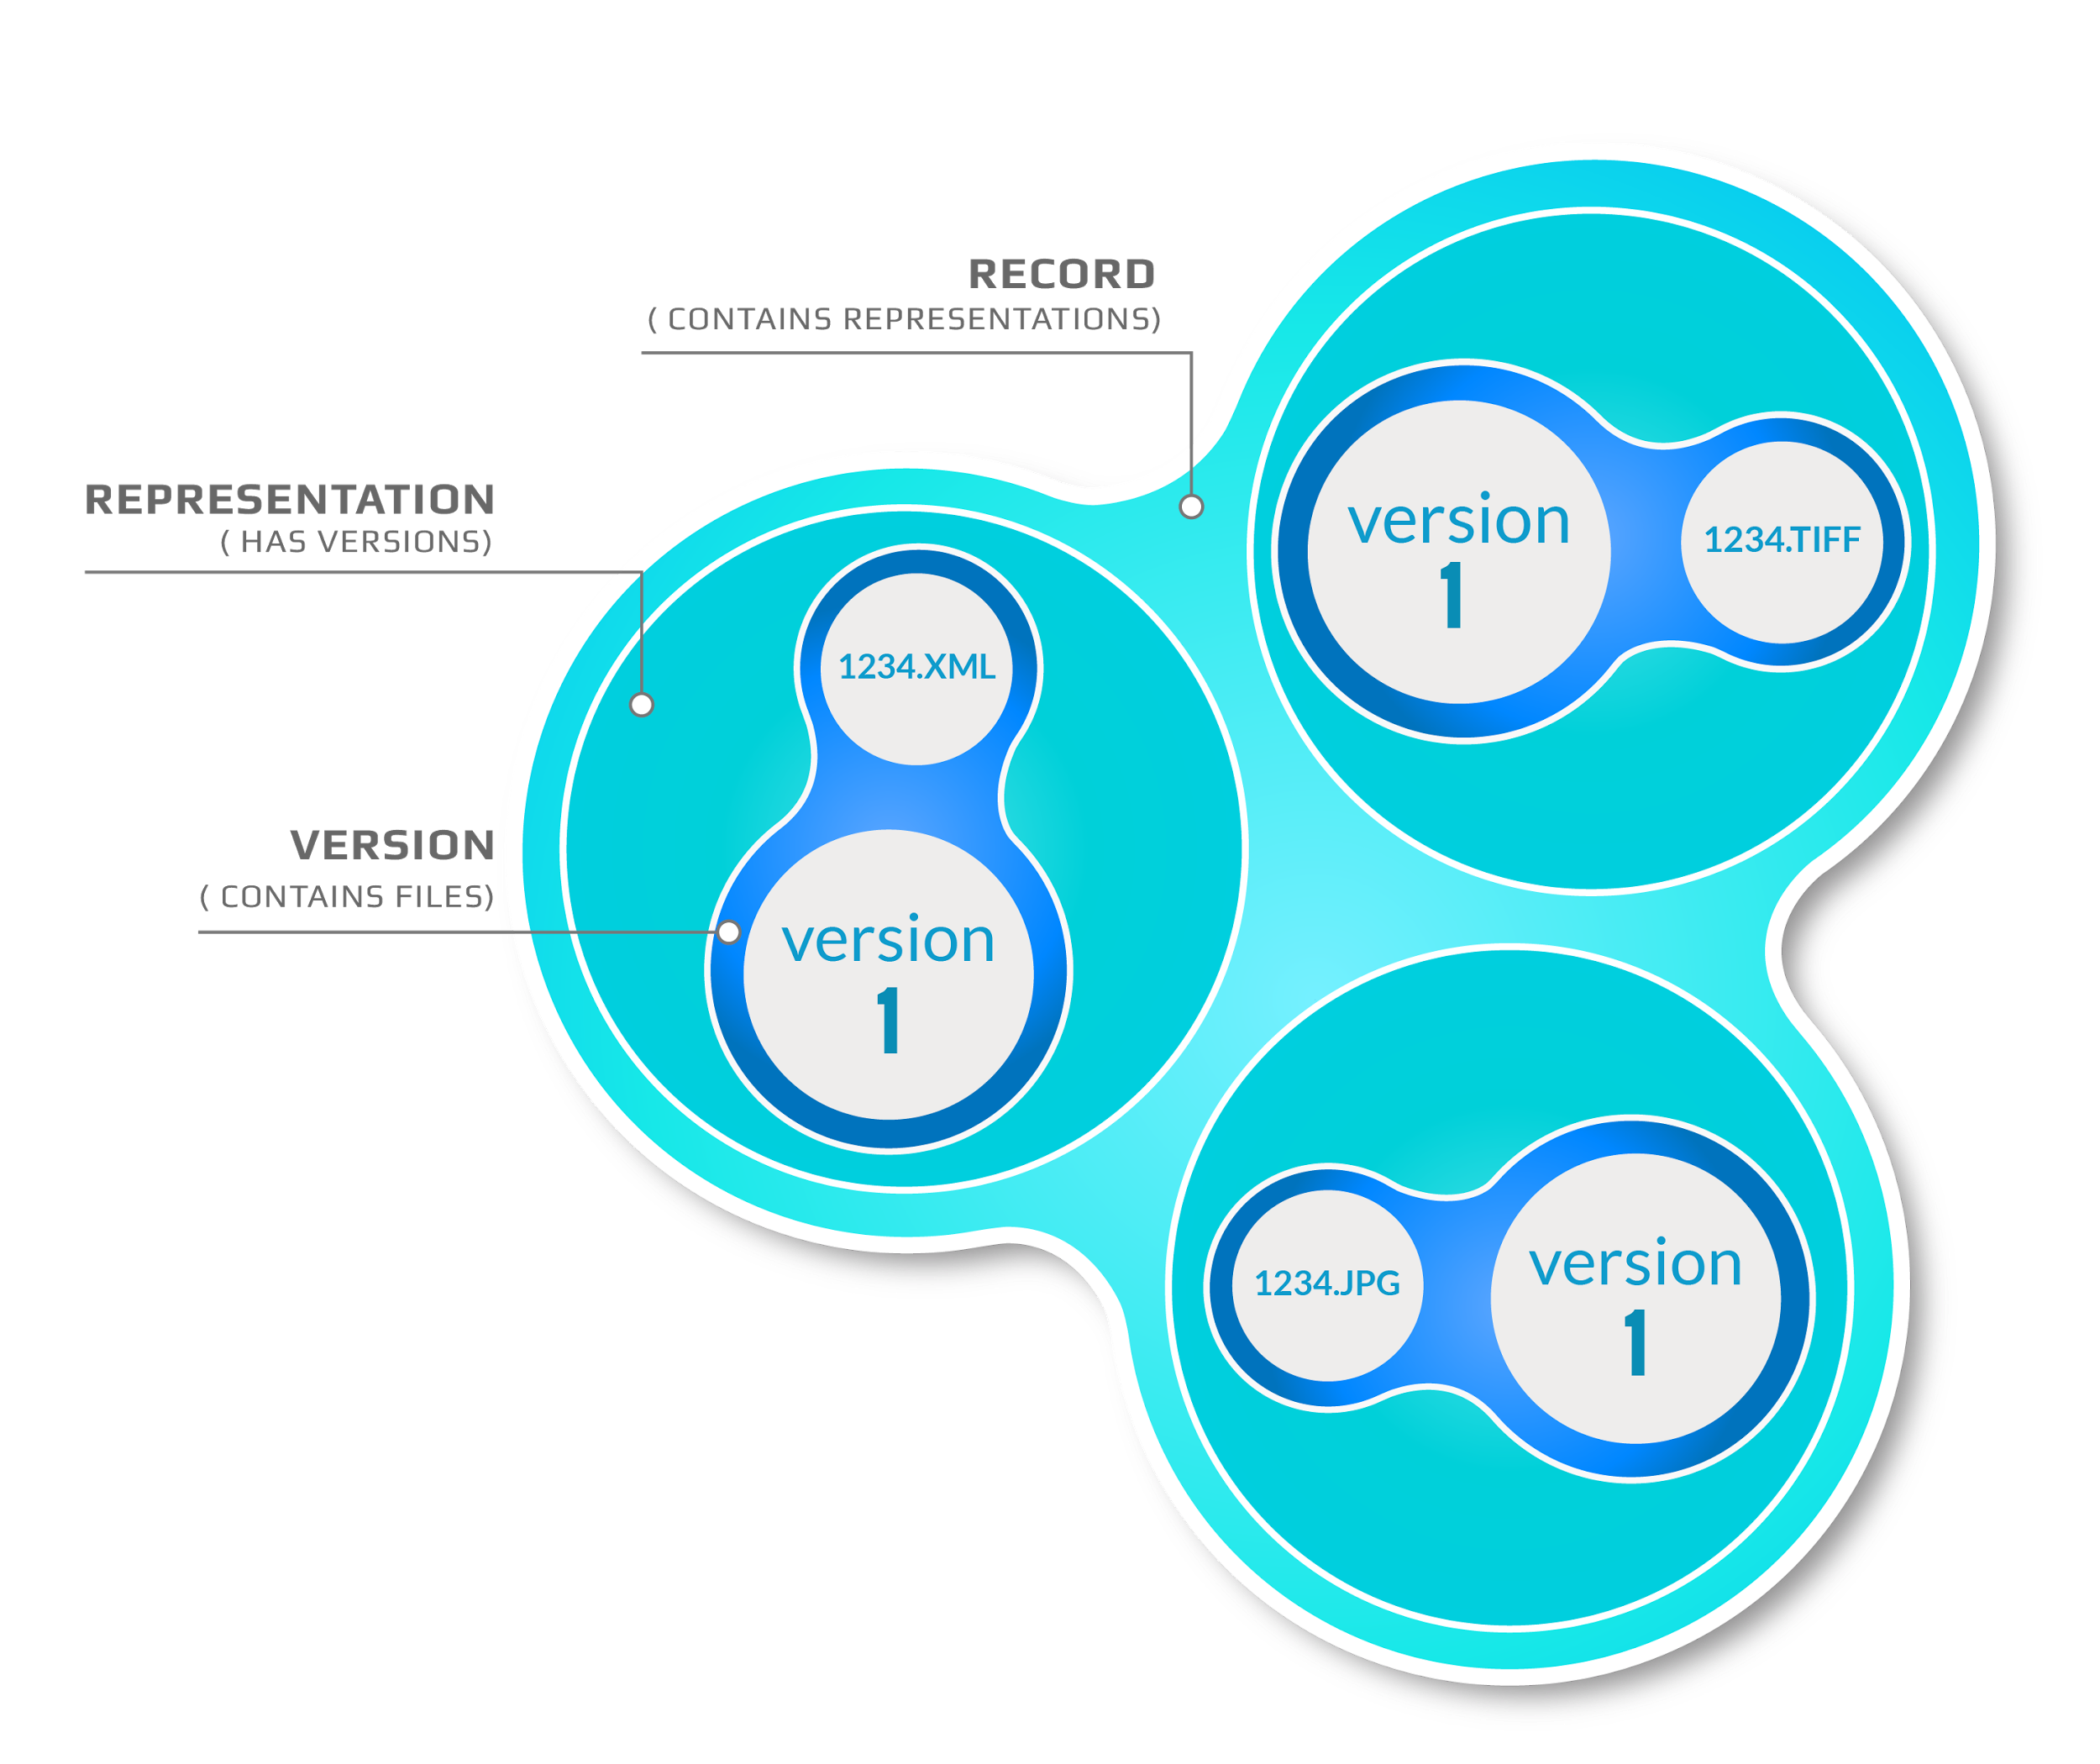 RECORD
( CONTAINS REPRESENTATIONS)
REPRESENTATION
( HAS VERSIONS)
VERSION
( CONTAINS FILES)
1234.XML
version
1
version
1
1234.TIFF
1234.JPG
version
1